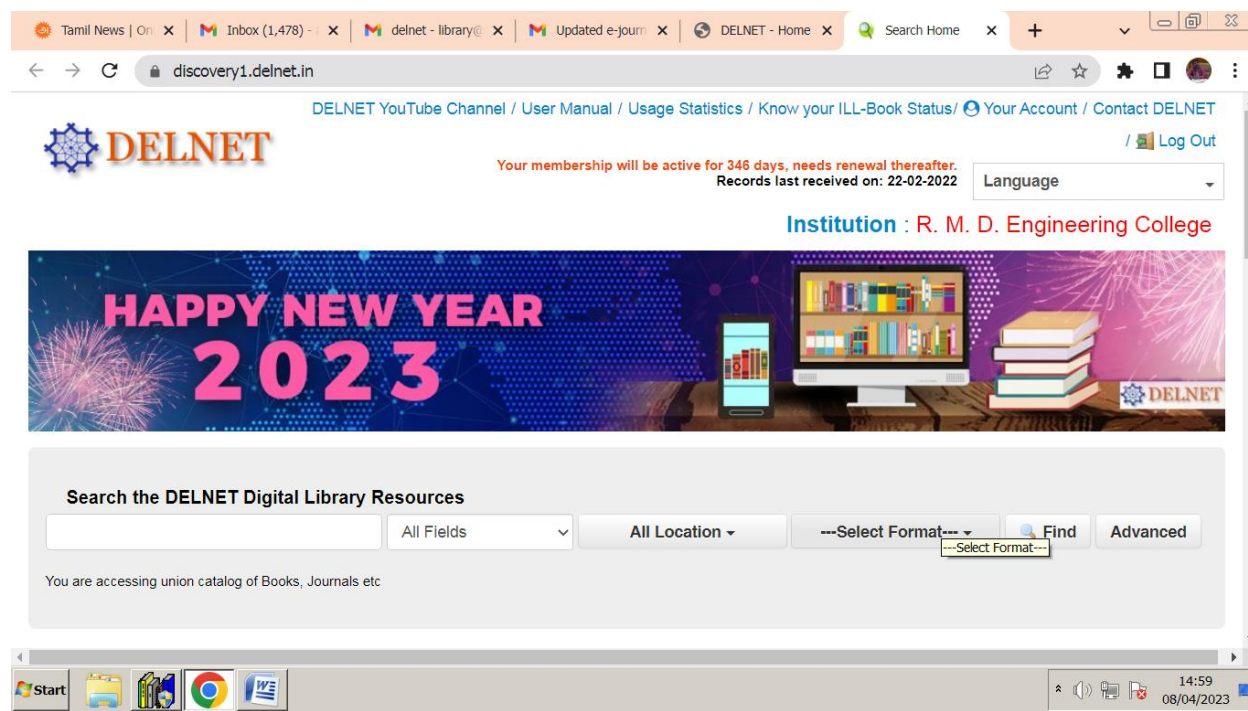 Tamil News | On
Inbox (1,478) -
delnet - library@
Updated e-journ
DELNET - Home
Search Home
discovery1.delnet.in
DELNET YouTube Channel / User Manual / Usage Statistics / Know your ILL-Book Status/ Your Account / Contact DELNET
/ Log Out
DELNET
Your membership will be active for 346 days, needs renewal thereafter.
Records last received on: 22-02-2022
Language
Institution : R. M. D. Engineering College
HAPPY NEW YEAR
2023
DELNET
Search the DELNET Digital Library Resources
All Fields
All Location
---Select Format---
Find
Advanced
---Select Format---
You are accessing union catalog of Books, Journals etc
Start
14:59
08/04/2023